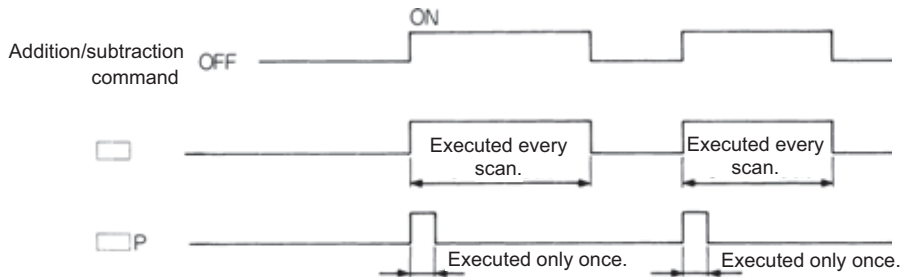 ON
Addition/subtraction
command
OFF
Executed every
scan.
Executed every
scan.
P
Executed only once.
Executed only once.